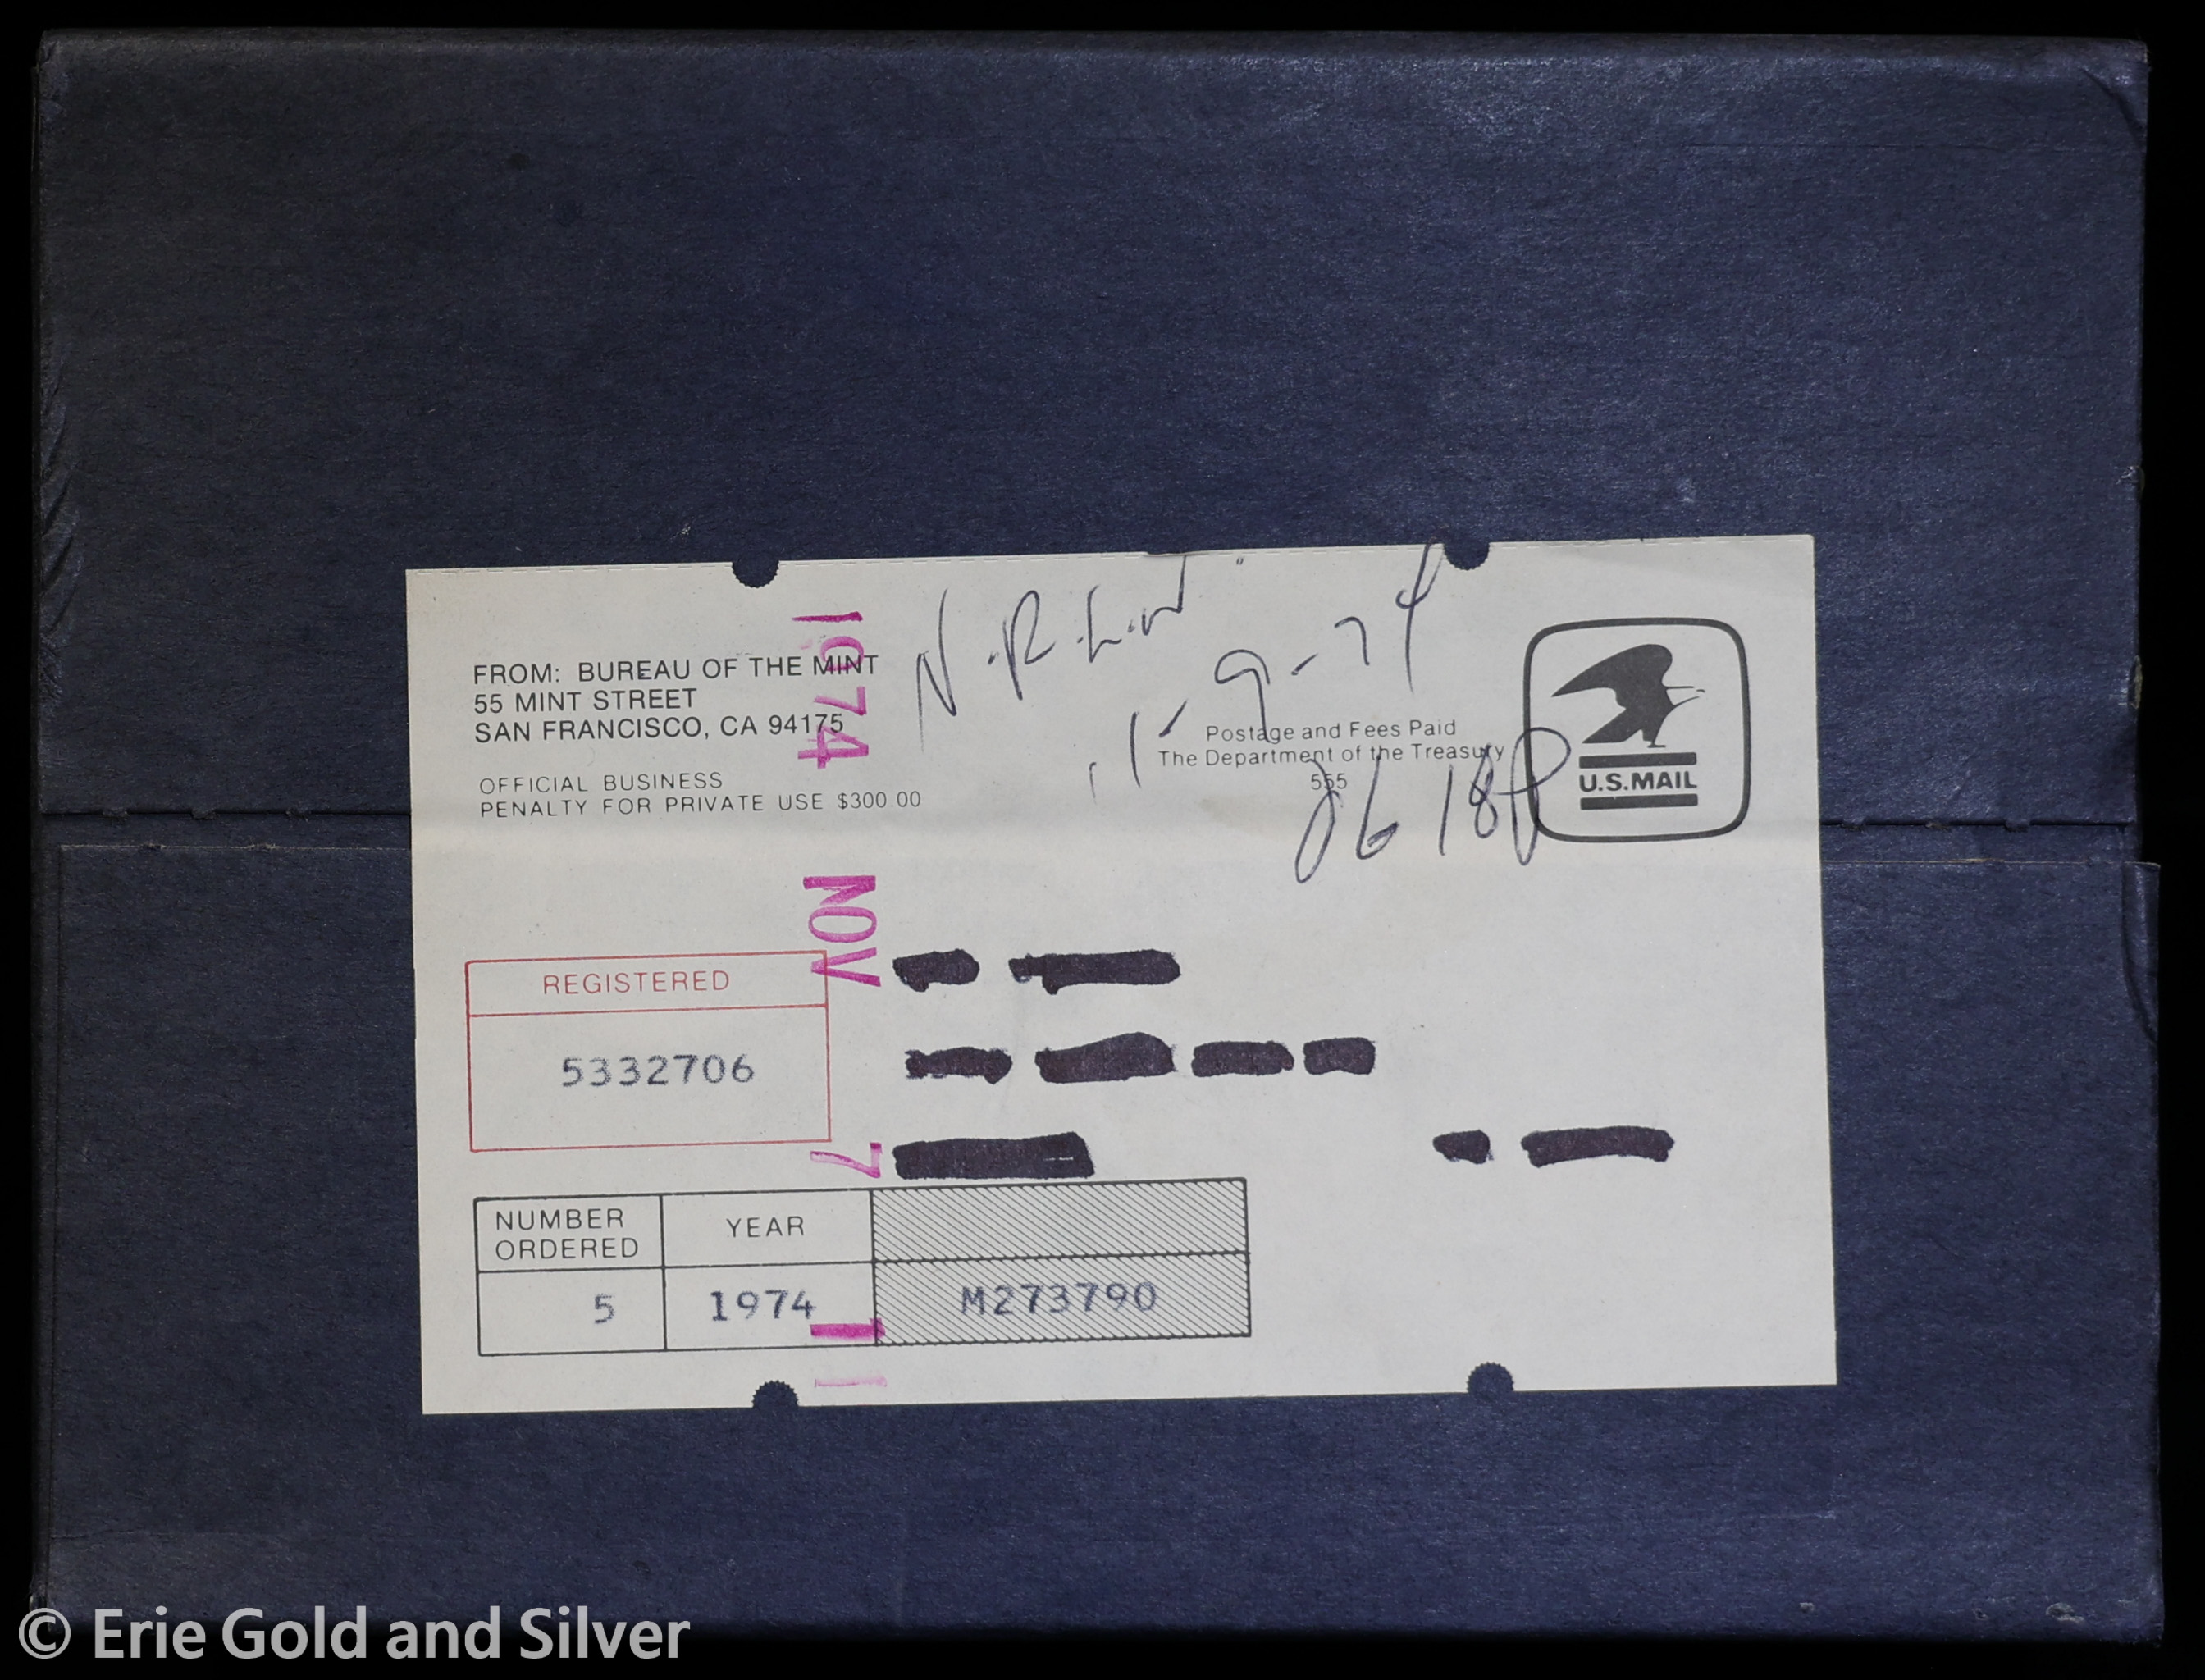 N.R.L.W
11-9-74
FROM: BUREAU OF THE MINT
55 MINT STREET
SAN FRANCISCO, CA 94175
OFFICIAL BUSINESS
PENALTY FOR PRIVATE USE $300.00
Postage and Fees Paid
The Department of the Treasury
555
U.S.MAIL
1974
NOV
7
REGISTERED
5332706
NUMBER ORDERED
YEAR
5
1974
M273790
© Erie Gold and Silver